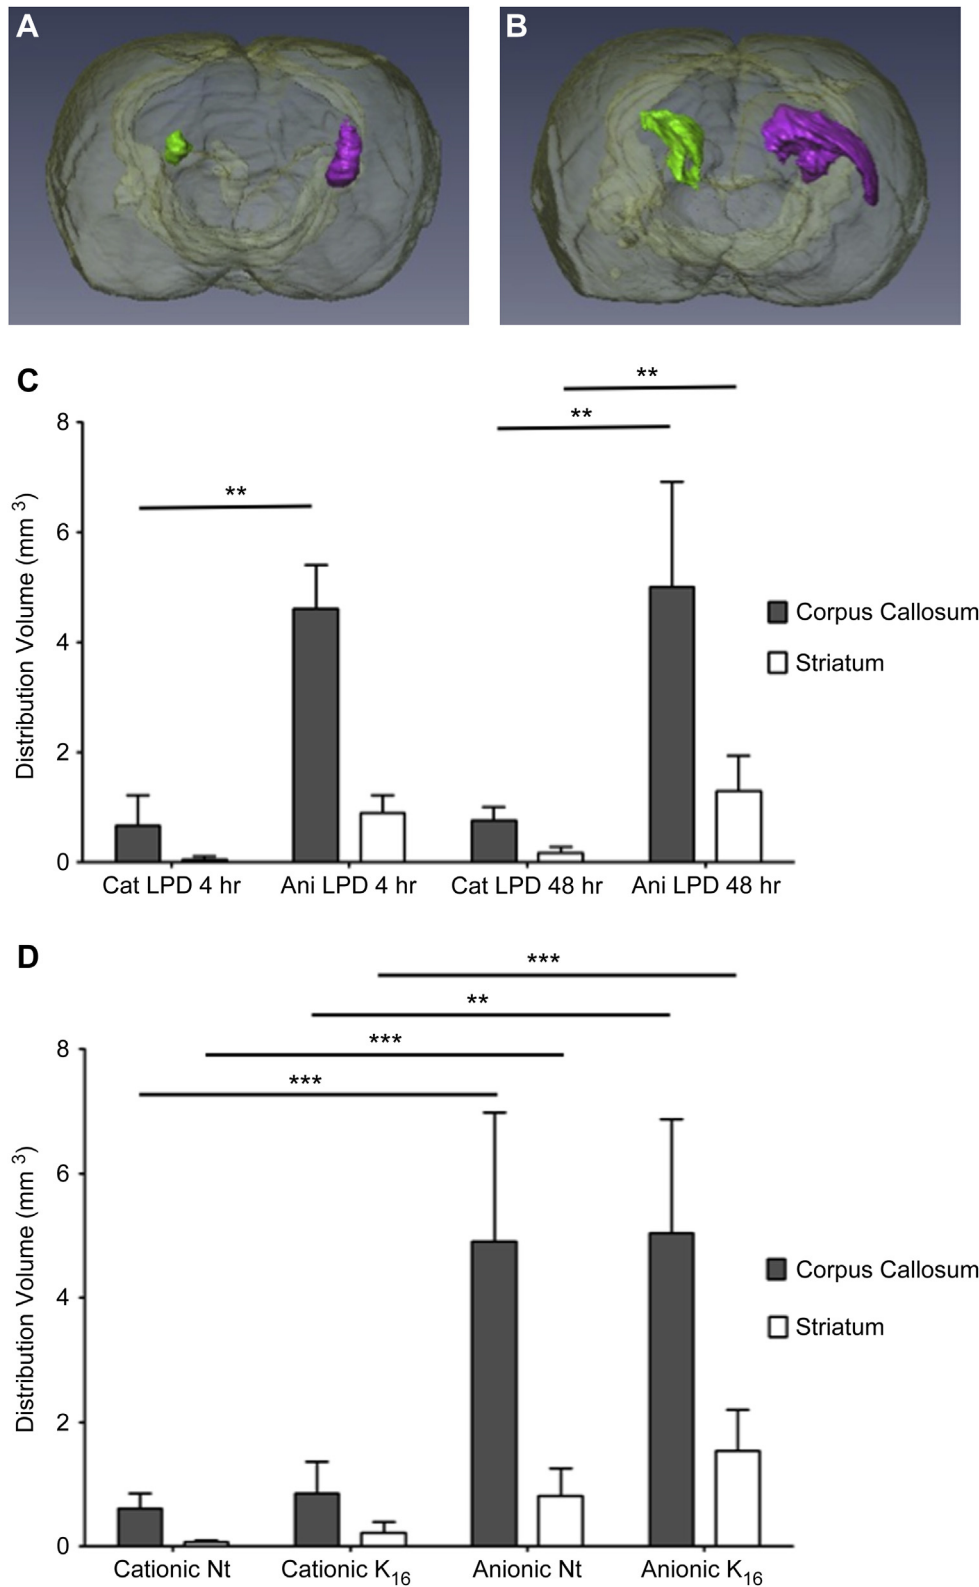 A
B
C
**
**
**
8
6
4
2
0
Distribution Volume (mm 3)
Corpus Callosum
Striatum
Cat LPD 4 hr
Ani LPD 4 hr
Cat LPD 48 hr
Ani LPD 48 hr
D
***
**
***
***
8
6
4
2
0
Distribution Volume (mm 3)
Corpus Callosum
Striatum
Cationic Nt
Cationic K16
Anionic Nt
Anionic K16